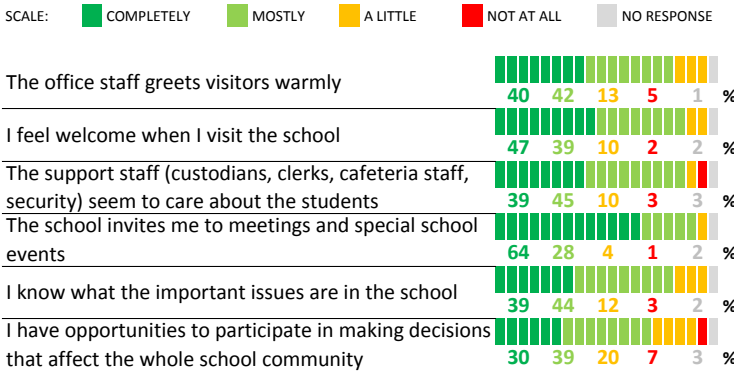 SCALE: COMPLETELY MOSTLY A LITTLE NOT AT ALL NO RESPONSE
The office staff greets visitors warmly
40 42 13 5 1 %
I feel welcome when I visit the school
47 39 10 2 2 %
The support staff (custodians, clerks, cafeteria staff,
security) seem to care about the students
39 45 10 3 3 %
The school invites me to meetings and special school
events
64 28 4 1 2 %
I know what the important issues are in the school
39 44 12 3 2 %
I have opportunities to participate in making decisions
that affect the whole school community
30 39 20 7 3 %